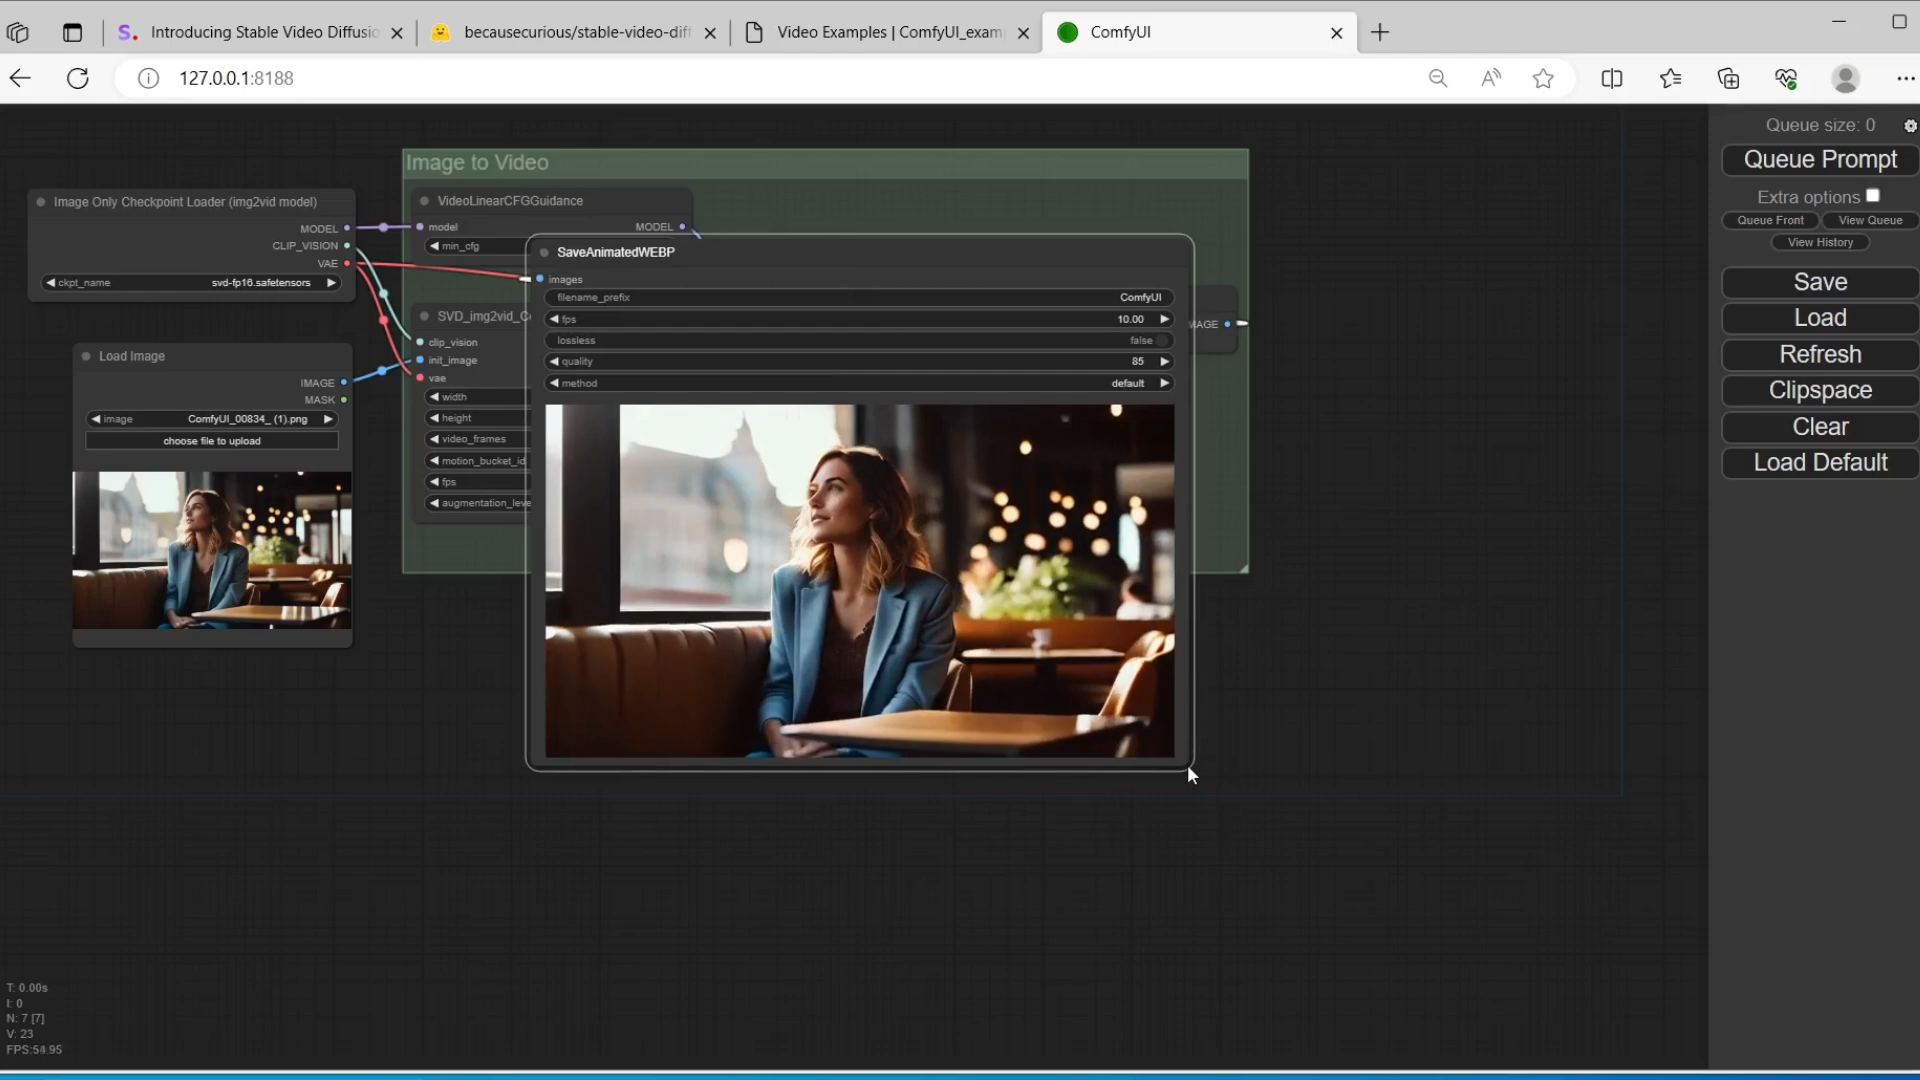 Introducing Stable Video Diffusio
becausecurious/stable-video-diff
Video Examples | ComfyUI_exam
ComfyUI
127.0.0.1:8188
Image to Video
Image Only Checkpoint Loader (img2vid model)
MODEL
CLIP_VISION
VAE
ckpt_name svd-fp16.safetensors
VideoLinearCFGGuidance
model MODEL
min_cfg
SVD_img2vid_Co
clip_vision
init_image
vae
width
height
video_frames
motion_bucket_id
fps
augmentation_leve
Load Image
IMAGE
MASK
image ComfyUI_00834_ (1).png
choose file to upload
SaveAnimatedWEBP
images
filename_prefix ComfyUI
fps 10.00
lossless false
quality 85
method default
MAGE
Queue size: 0
Queue Prompt
Extra options
Queue Front View Queue
View History
Save
Load
Refresh
Clipspace
Clear
Load Default
T: 0.00s
I: 0
N: 7 [7]
V: 23
FPS:54.95